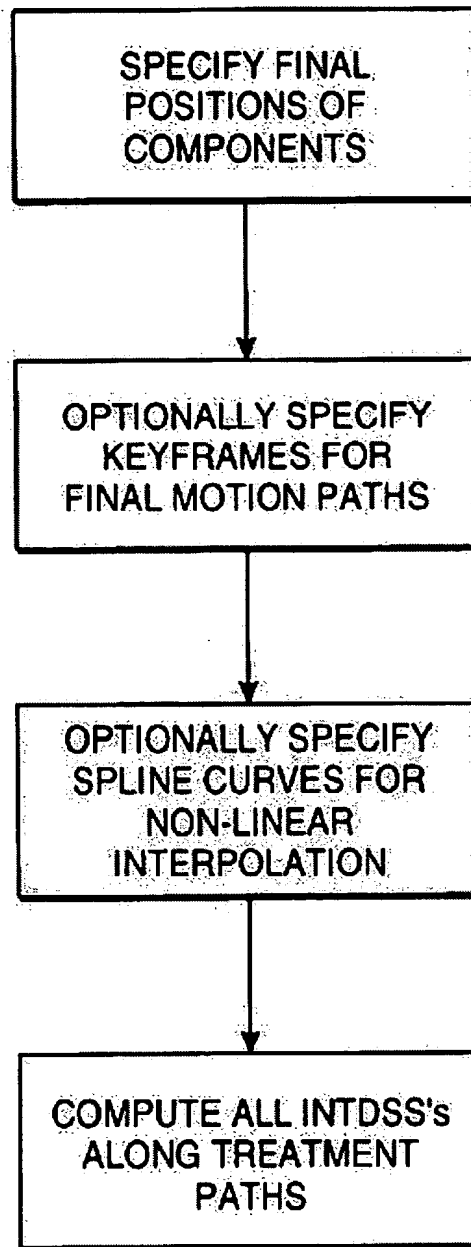 SPECIFY FINAL
POSITIONS OF
COMPONENTS
OPTIONALLY SPECIFY
KEYFRAMES FOR
FINAL MOTION PATHS
OPTIONALLY SPECIFY
SPLINE CURVES FOR
NON-LINEAR
INTERPOLATION
COMPUTE ALL INTDSS's
ALONG TREATMENT
PATHS